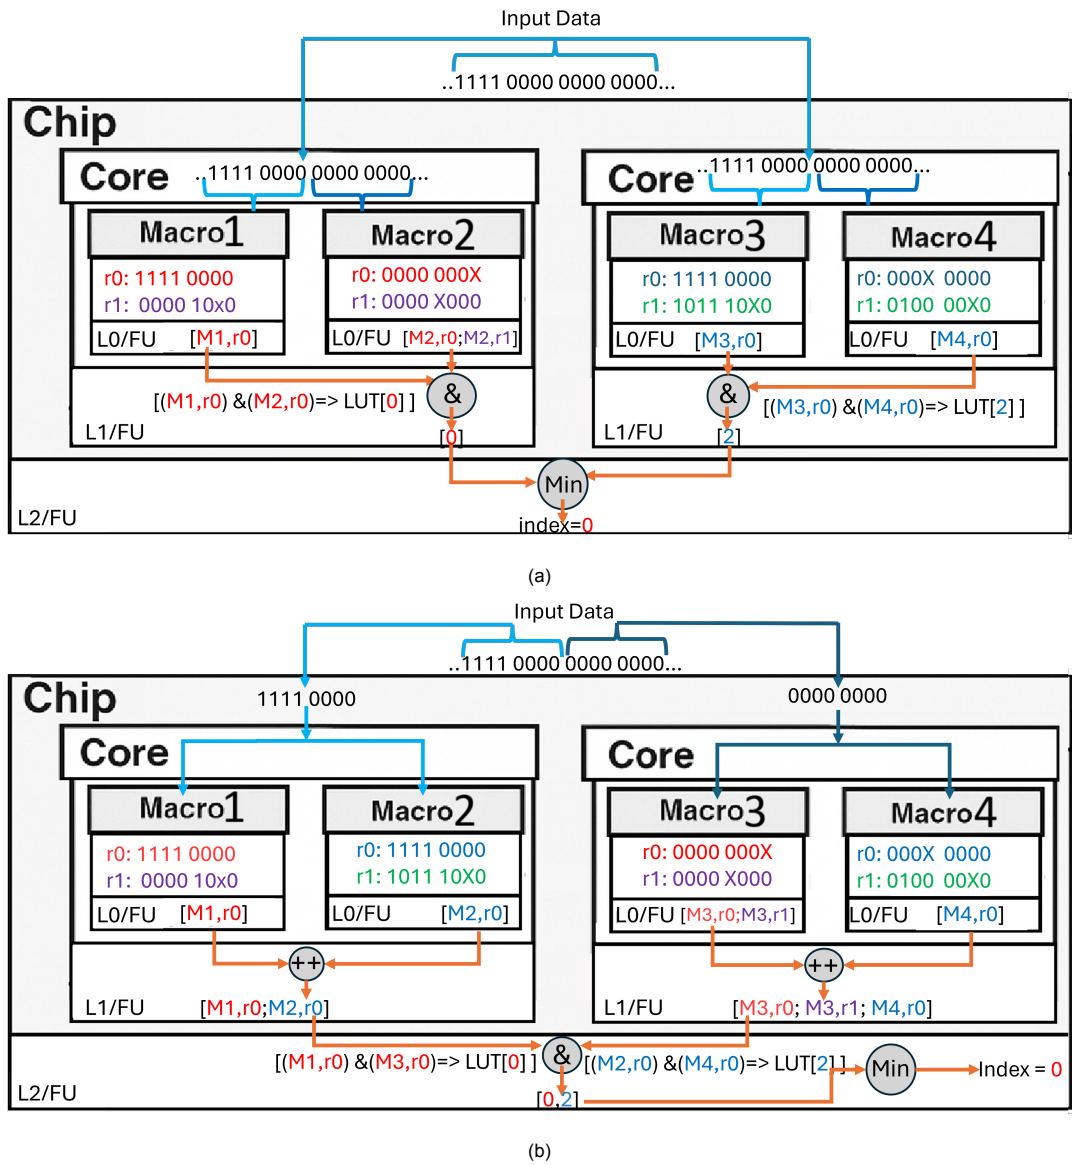 Input Data
..1111 0000 0000 0000...
Chip
Core ..1111 0000 0000 0000...
Core ..1111 0000 0000 0000...
Macro1
Macro2
Macro3
Macro4
r0: 1111 0000
r1: 0000 10x0
r0: 0000 000X
r1: 0000 X000
r0: 1111 0000
r1: 1011 10X0
r0: 000X 0000
r1: 0100 00X0
L0/FU [M1,r0]
L0/FU [M2,r0;M2,r1]
L0/FU [M3,r0]
L0/FU [M4,r0]
&
&
[(M1,r0) &(M2,r0)=> LUT[0] ]
[(M3,r0) &(M4,r0)=> LUT[2] ]
L1/FU
[0]
L1/FU
[2]
Min
L2/FU
index=0
(a)
Input Data
..1111 0000 0000 0000...
Chip
1111 0000
0000 0000
Core
Core
Macro1
Macro2
Macro3
Macro4
r0: 1111 0000
r1: 0000 10x0
r0: 1111 0000
r1: 1011 10X0
r0: 0000 000X
r1: 0000 X000
r0: 000X 0000
r1: 0100 00X0
L0/FU [M1,r0]
L0/FU [M2,r0]
L0/FU [M3,r0;M3,r1]
L0/FU [M4,r0]
++
++
L1/FU [M1,r0;M2,r0]
L1/FU [M3,r0; M3,r1; M4,r0]
[(M1,r0) &(M3,r0)=> LUT[0] ]
&
[(M2,r0) &(M4,r0)=> LUT[2] ]
Min
Index = 0
L2/FU
[0,2]
(b)